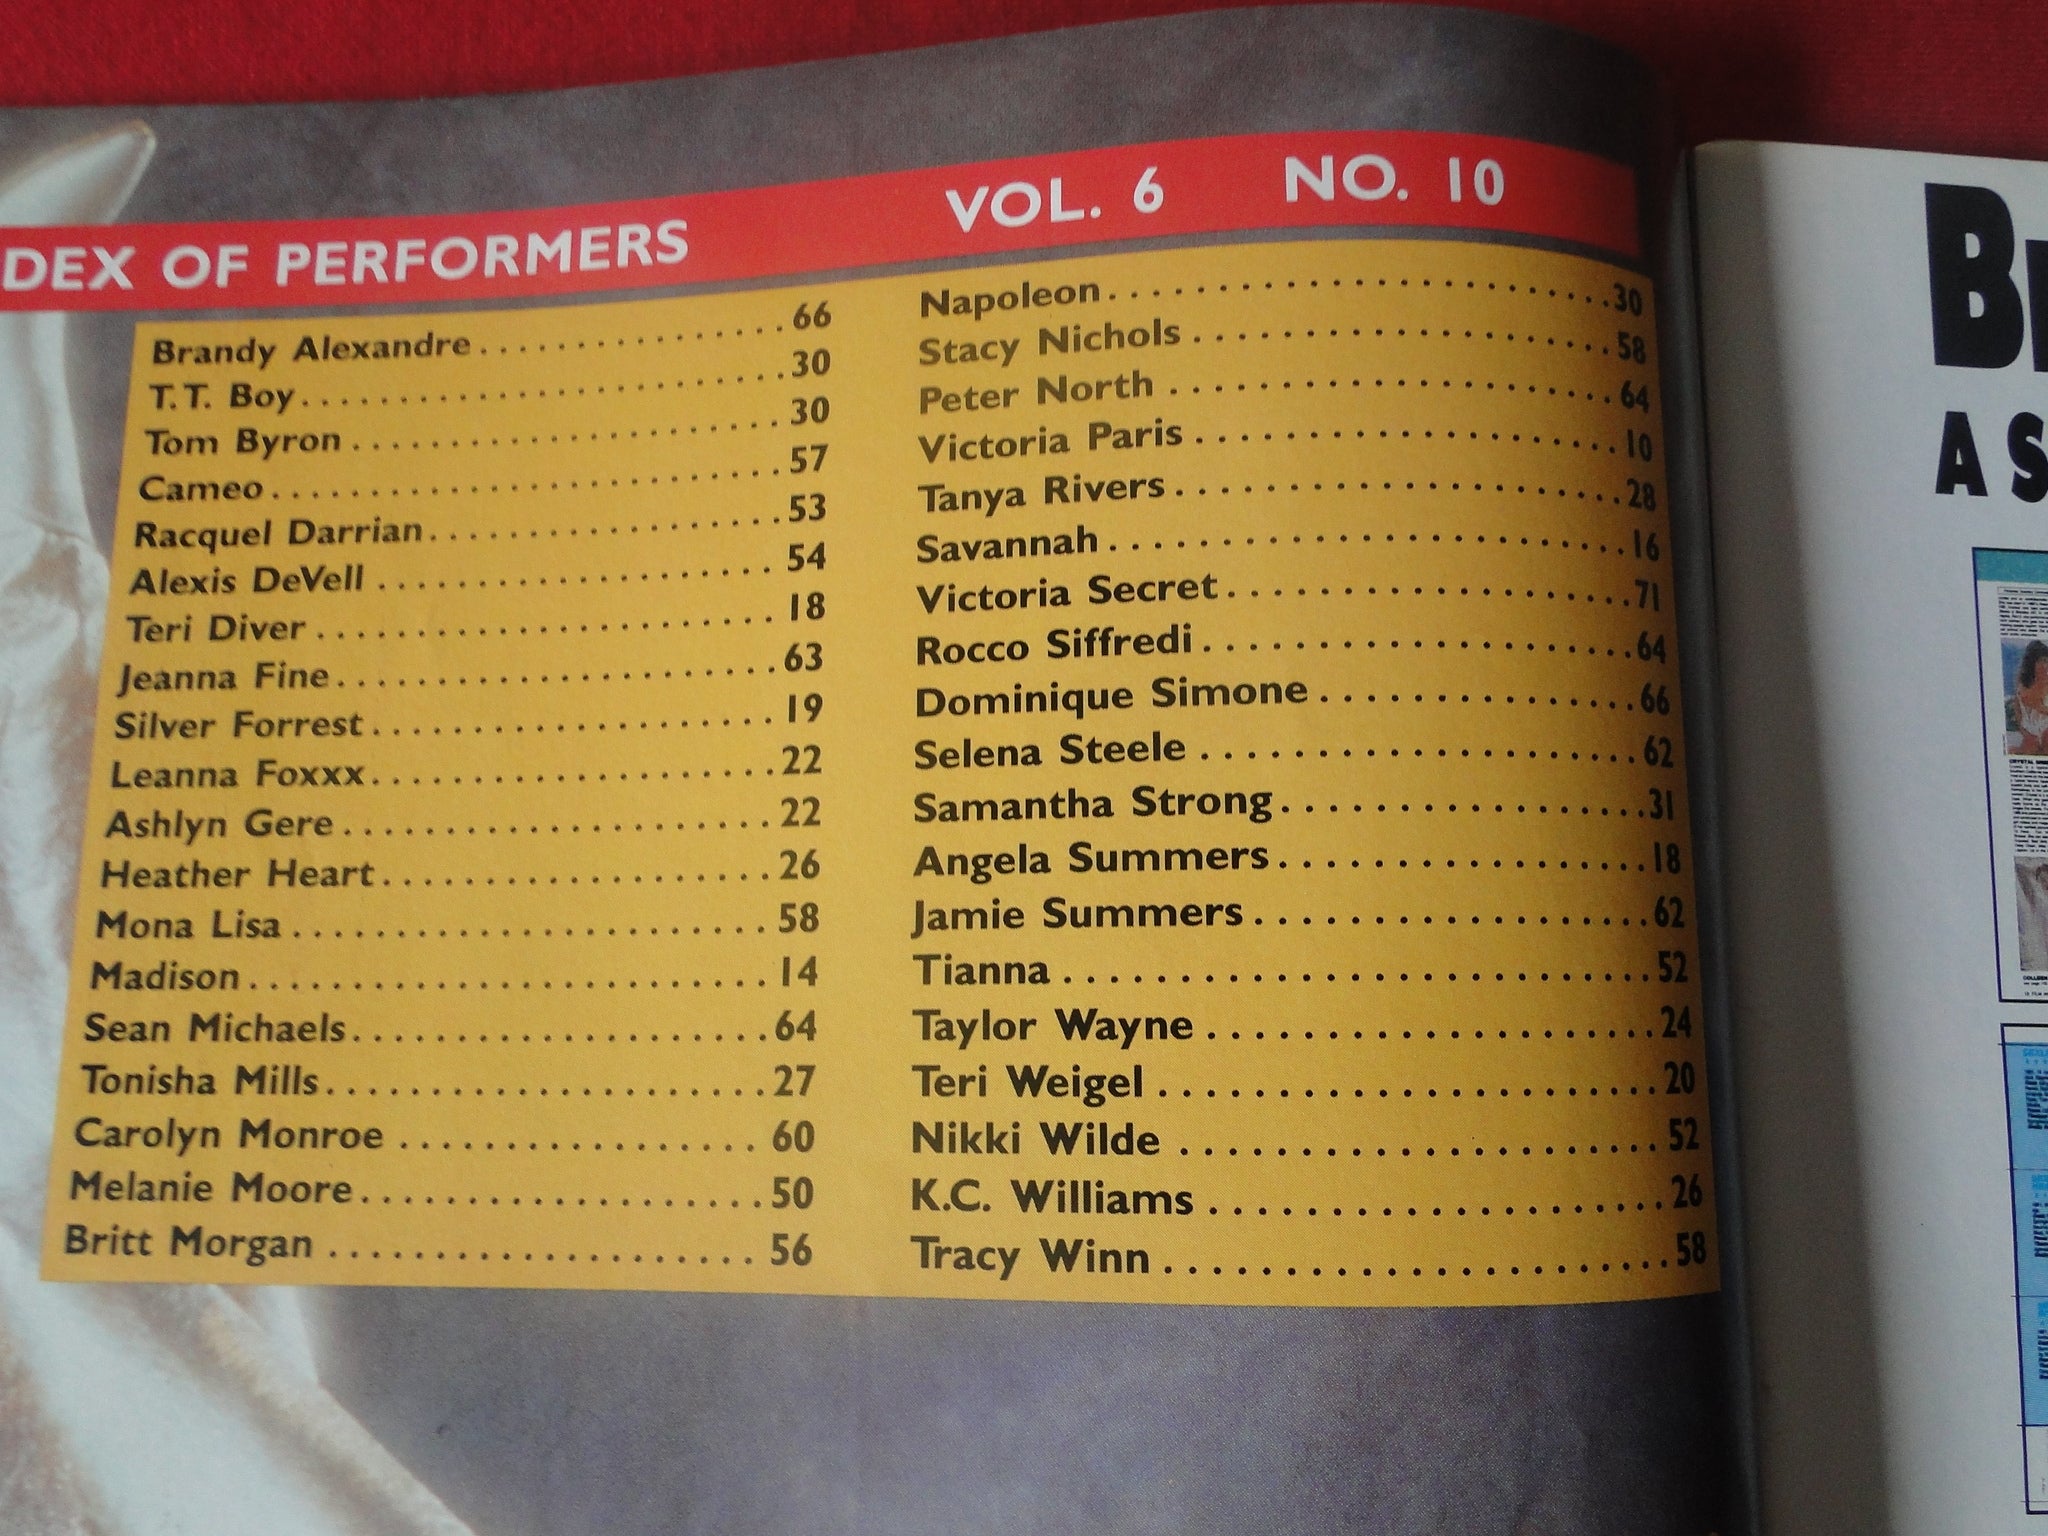 DEX OF PERFORMERS VOL. 6 NO. 10
Brandy Alexandre 66
T.T. Boy 30
Tom Byron 30
Cameo 57
Racquel Darrian 53
Alexis DeVell 54
Teri Diver 18
Jeanna Fine 63
Silver Forrest 19
Leanna Foxxx 22
Ashlyn Gere 22
Heather Heart 26
Mona Lisa 58
Madison 14
Sean Michaels 64
Tonisha Mills 27
Carolyn Monroe 60
Melanie Moore 50
Britt Morgan 56
Napoleon 30
Stacy Nichols 58
Peter North 64
Victoria Paris 10
Tanya Rivers 28
Savannah 16
Victoria Secret 71
Rocco Siffredi 64
Dominique Simone 66
Selena Steele 62
Samantha Strong 31
Angela Summers 18
Jamie Summers 62
Tianna 52
Taylor Wayne 24
Teri Weigel 20
Nikki Wilde 52
K.C. Williams 26
Tracy Winn 58
A S